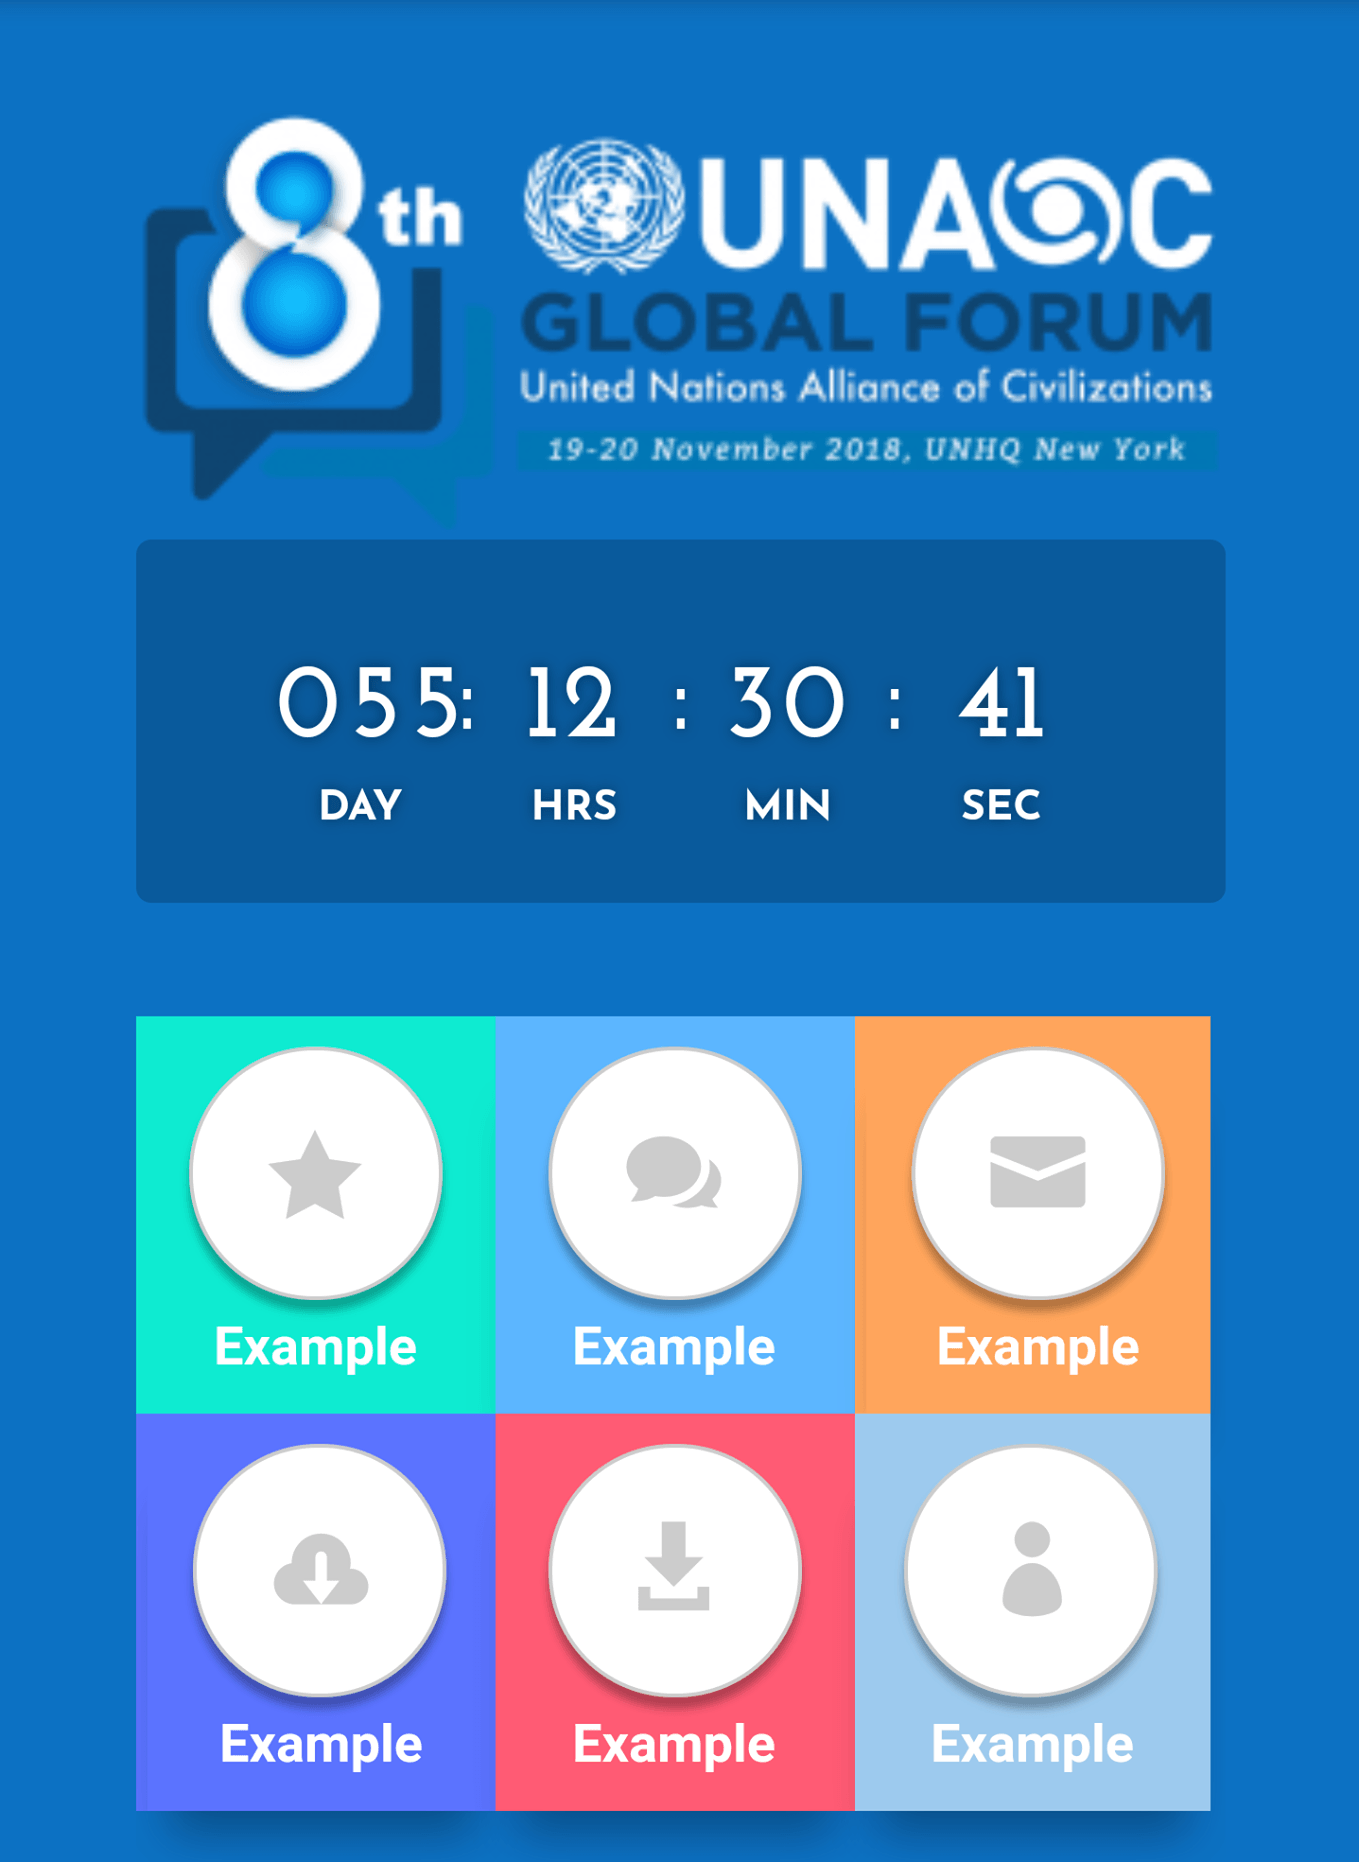 8th
UNAOC
GLOBAL FORUM
United Nations Alliance of Civilizations
19-20 November 2018, UNHQ New York
055: 12 : 30 : 41
DAY HRS MIN SEC
Example Example Example
Example Example Example